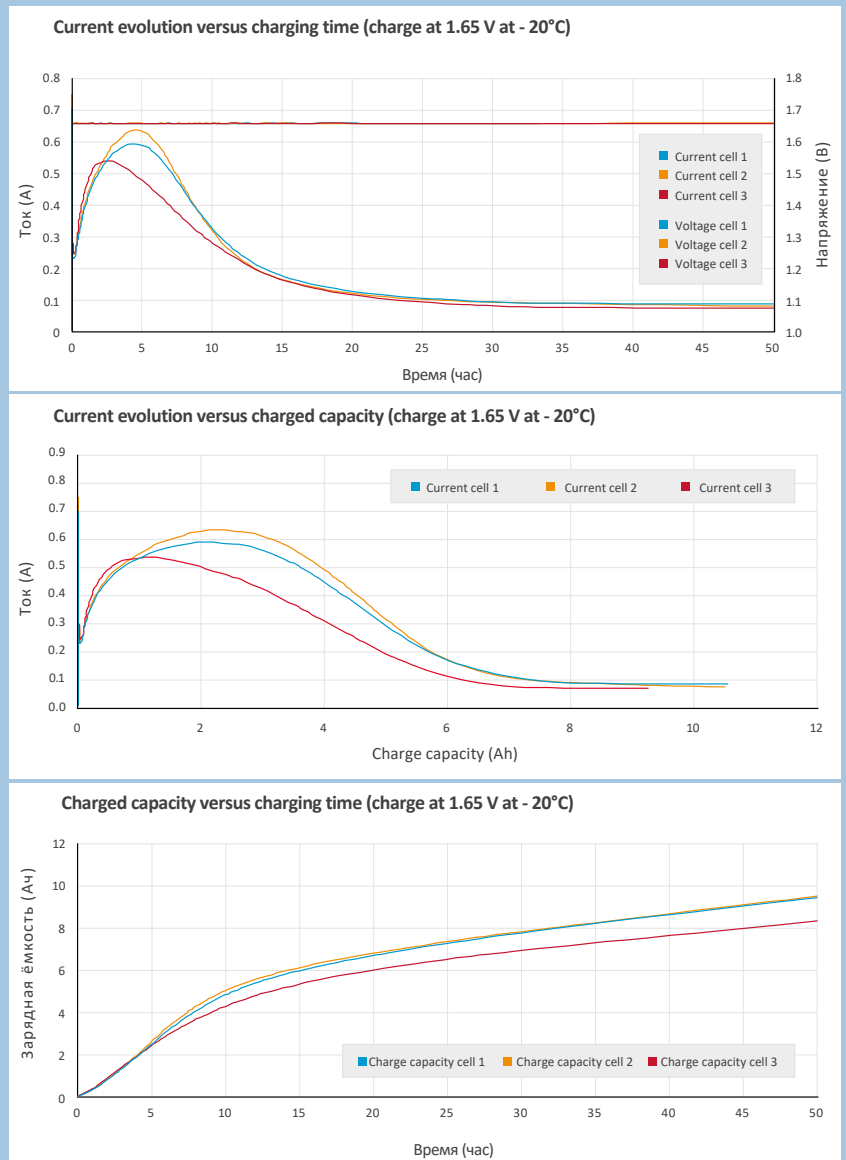 Current evolution versus charging time (charge at 1.65 V at - 20°C)
Ток (А)
0.8
0.7
0.6
0.5
0.4
0.3
0.2
0.1
0
1.8
1.7
1.6
1.5
1.4
1.3
1.2
1.1
1.0
Напряжение (В)
Current cell 1
Current cell 2
Current cell 3
Voltage cell 1
Voltage cell 2
Voltage cell 3
0 5 10 15 20 25 30 35 40 45 50
Время (час)
Current evolution versus charged capacity (charge at 1.65 V at - 20°C)
Ток (А)
0.9
0.8
0.7
0.6
0.5
0.4
0.3
0.2
0.1
0.0
Current cell 1 Current cell 2 Current cell 3
0 2 4 6 8 10 12
Charge capacity (Ah)
Charged capacity versus charging time (charge at 1.65 V at - 20°C)
Зарядная ёмкость (Ач)
12
10
8
6
4
2
0
Charge capacity cell 1 Charge capacity cell 2 Charge capacity cell 3
0 5 10 15 20 25 30 35 40 45 50
Время (час)